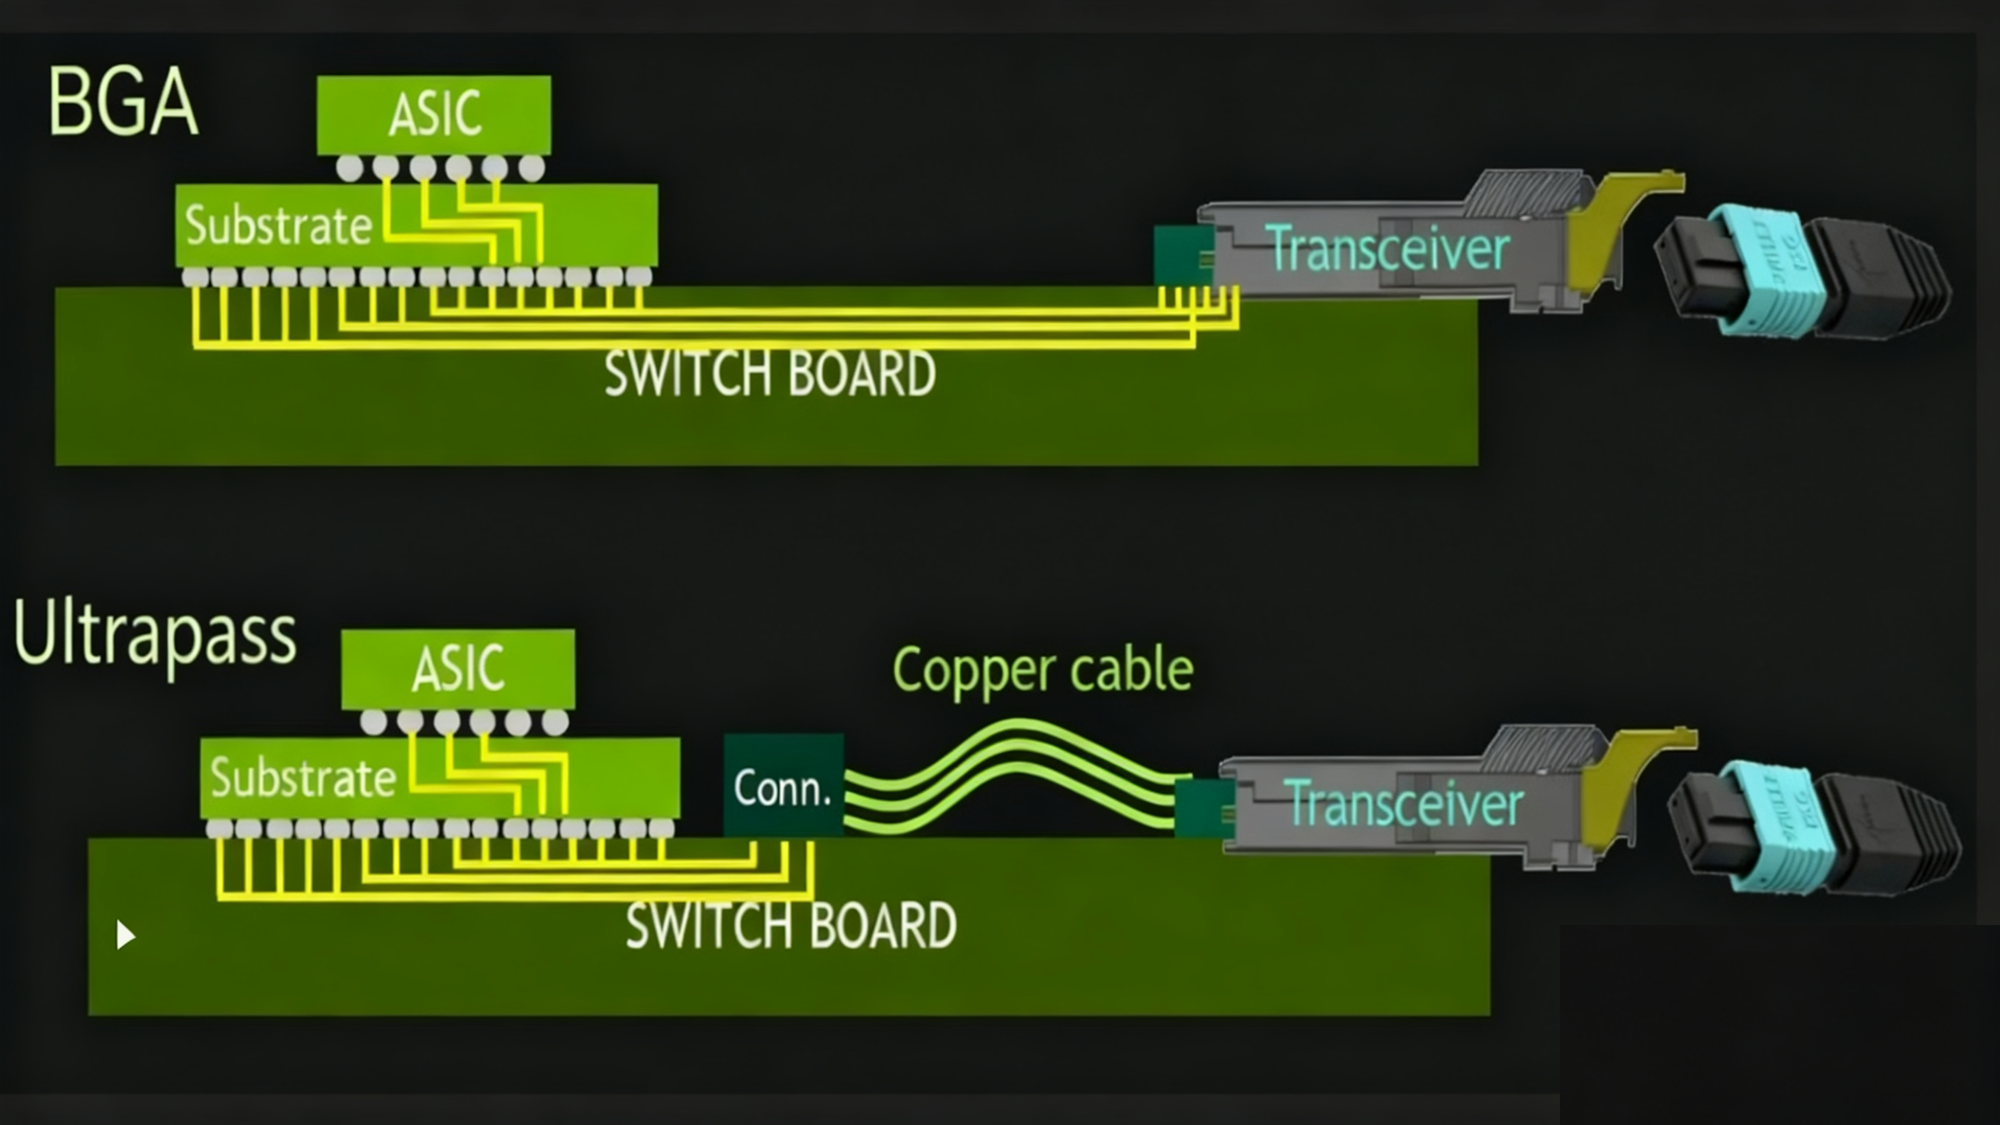 BGA
ASIC
Substrate
Transceiver
SWITCH BOARD
Ultrapass
ASIC
Copper cable
Substrate
Conn.
Transceiver
SWITCH BOARD